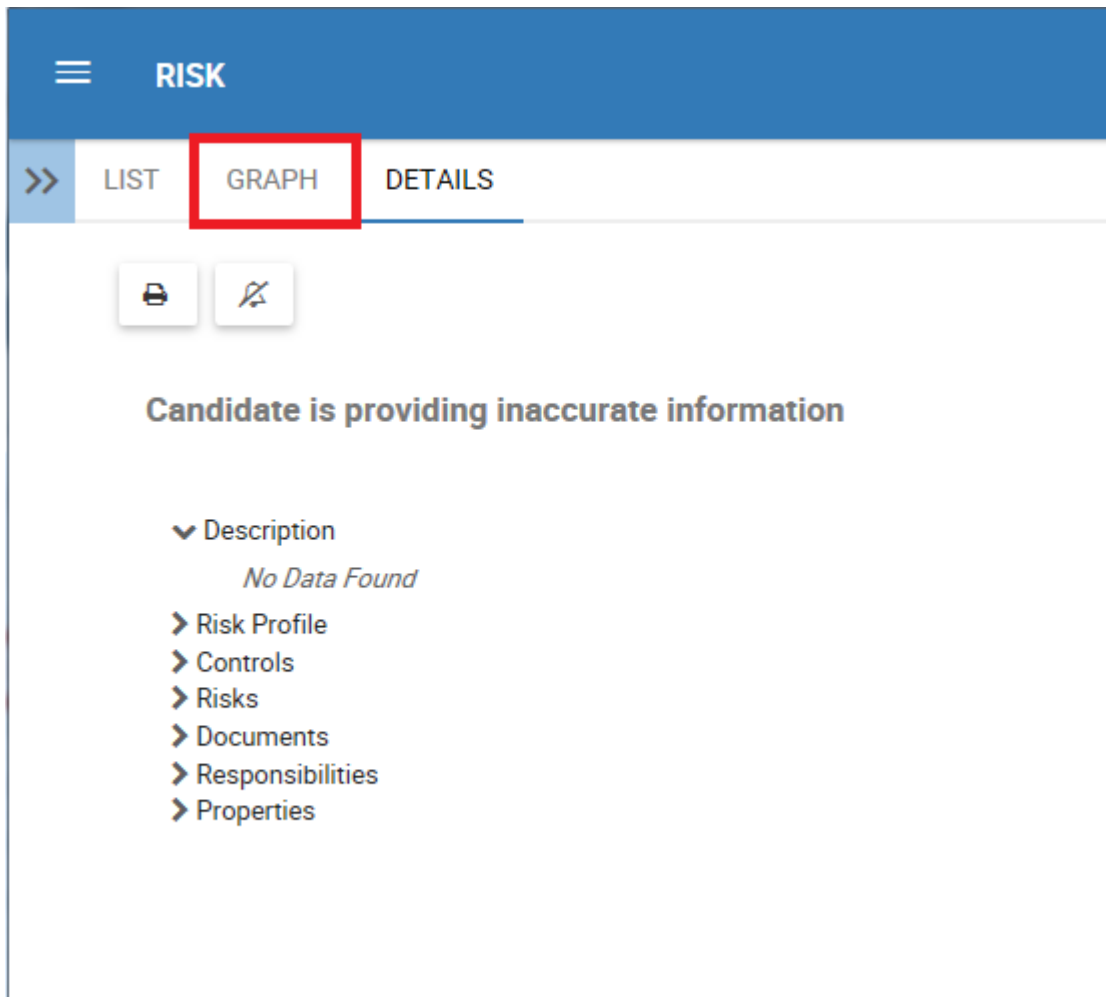 RISK
LIST GRAPH DETAILS
Candidate is providing inaccurate information
Description
No Data Found
Risk Profile
Controls
Risks
Documents
Responsibilities
Properties